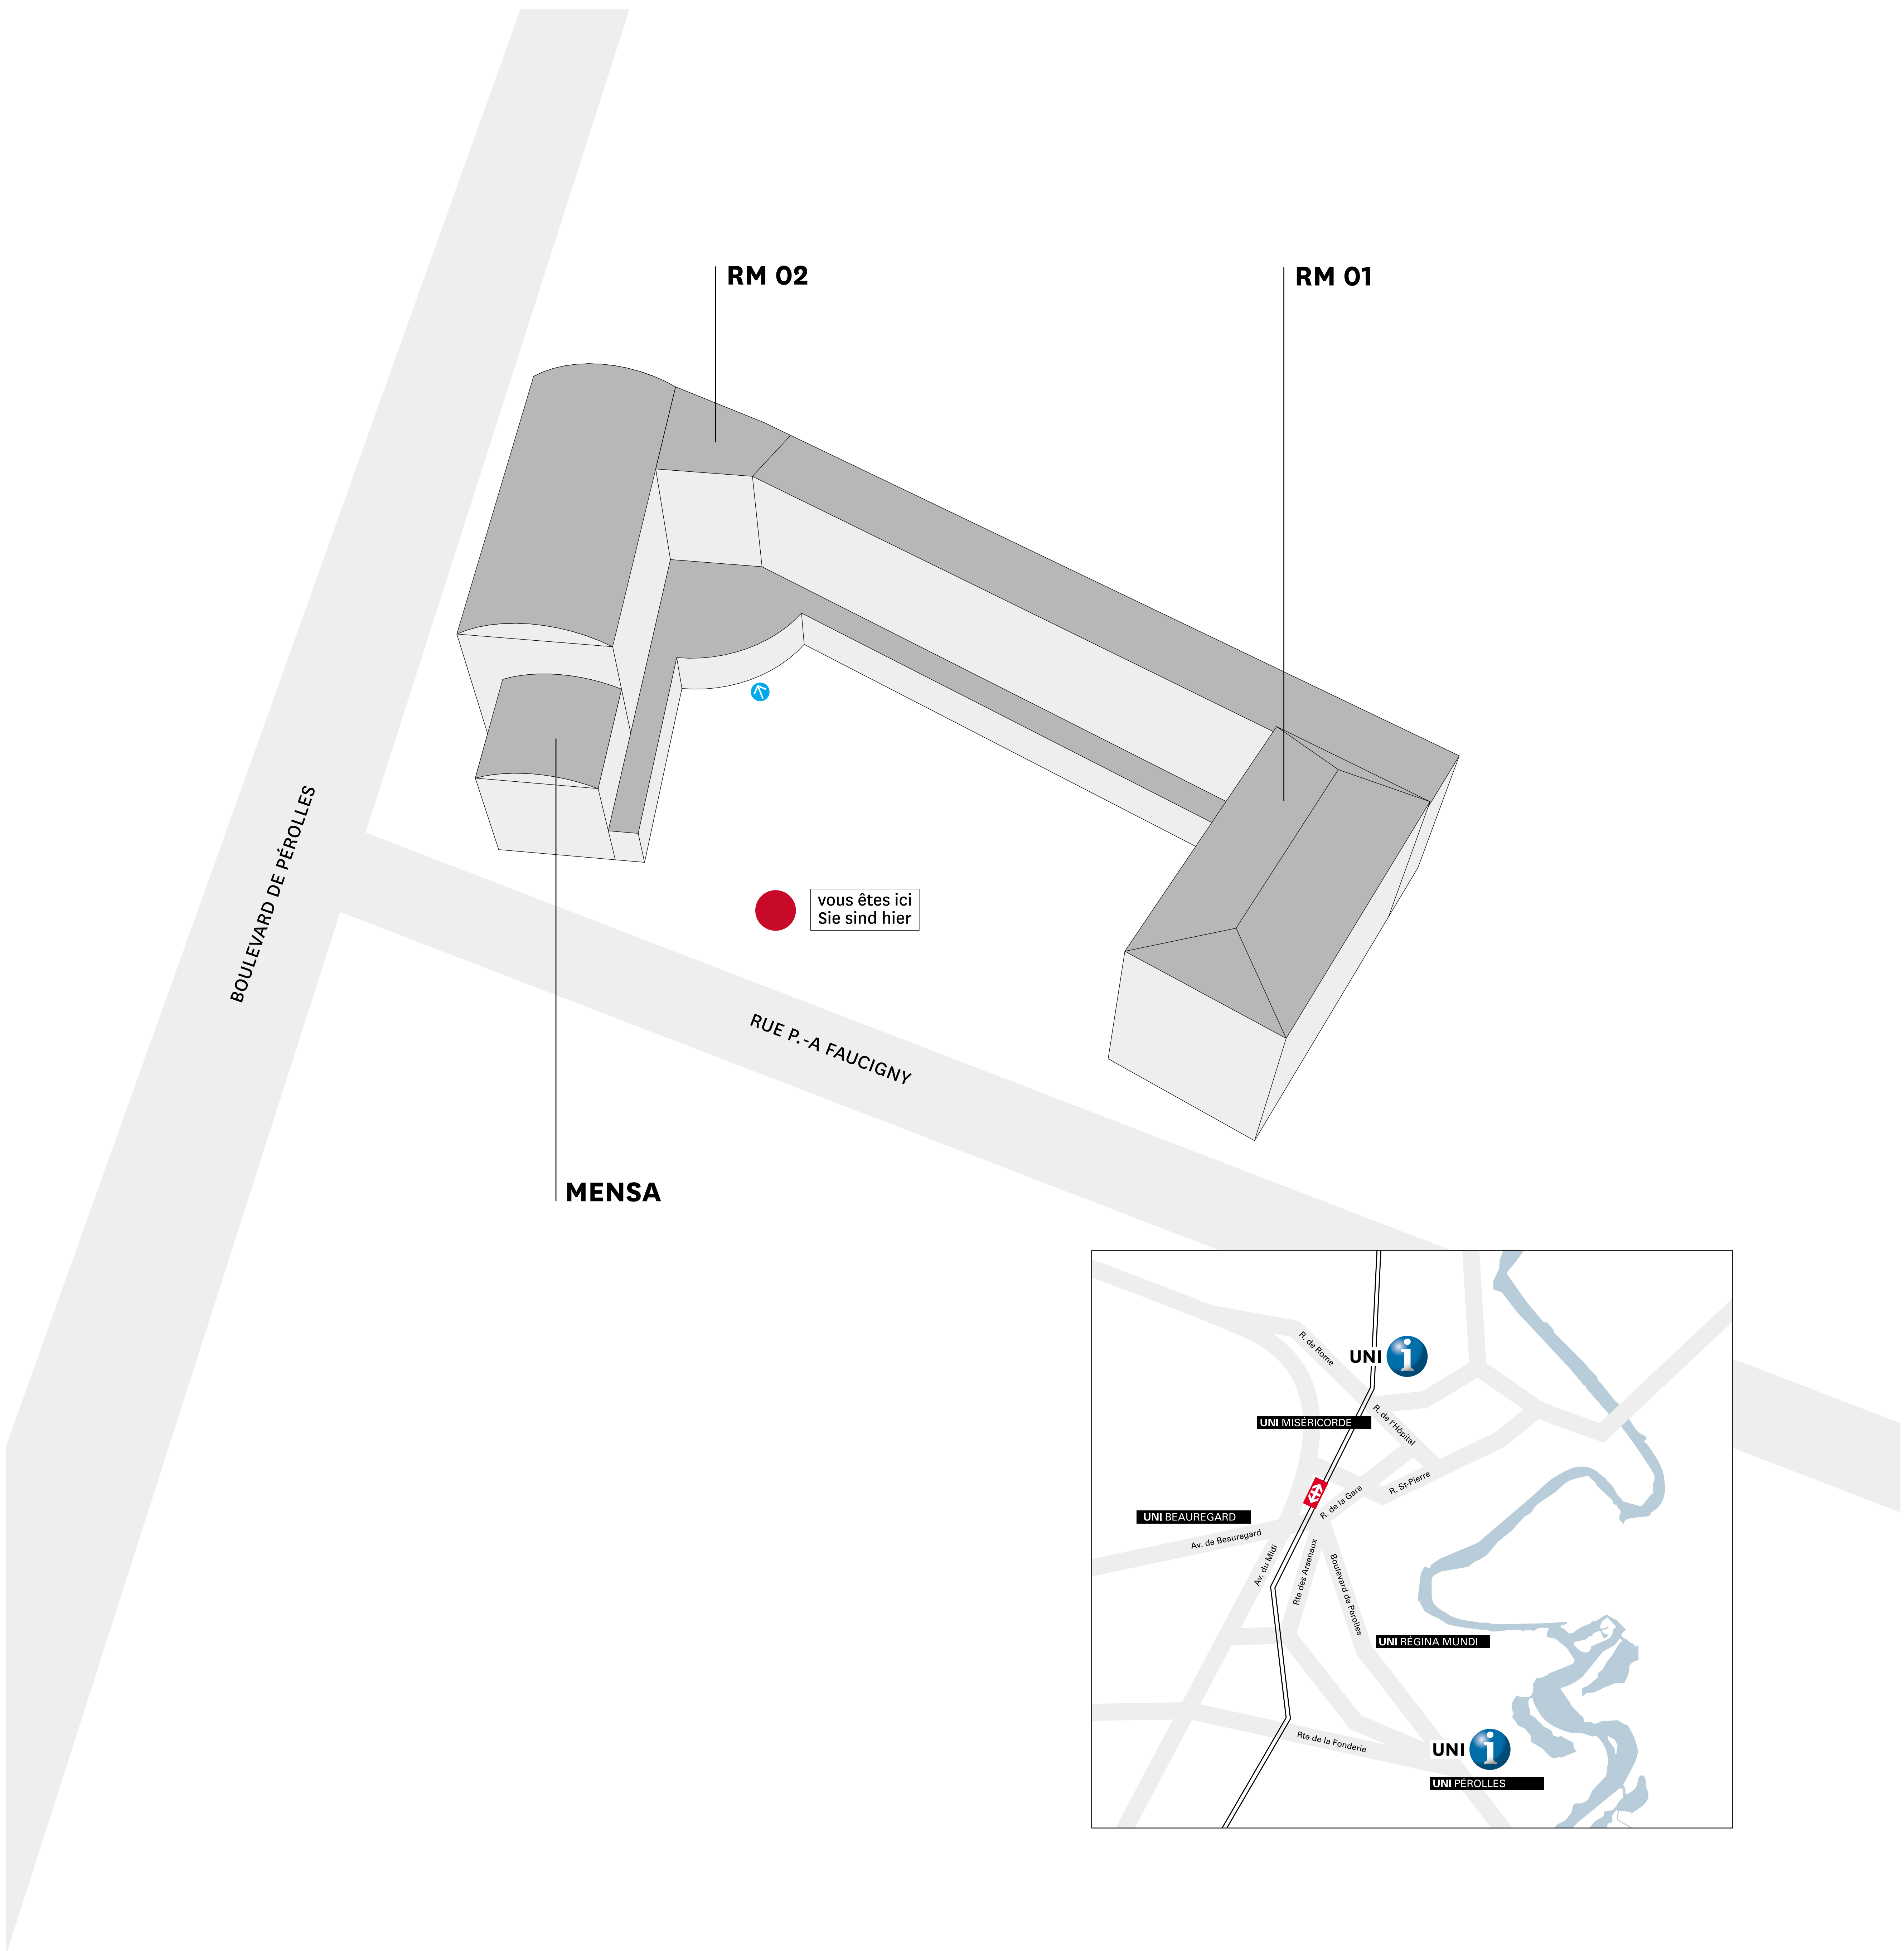 RM 02
RM 01
BOULEVARD DE PÉROLLES
vous êtes ici
Sie sind hier
RUE P.-A FAUCIGNY
MENSA
R. de Rome
UNI
R. de l'Hôpital
UNI MISÉRICORDE
R. St-Pierre
R. de la Gare
UNI BEAUREGARD
Av. de Beauregard
Av. du Midi
Rte des Arsenaux
Boulevard de Pérolles
UNI RÉGINA MUNDI
Rte de la Fonderie
UNI
UNI PÉROLLES